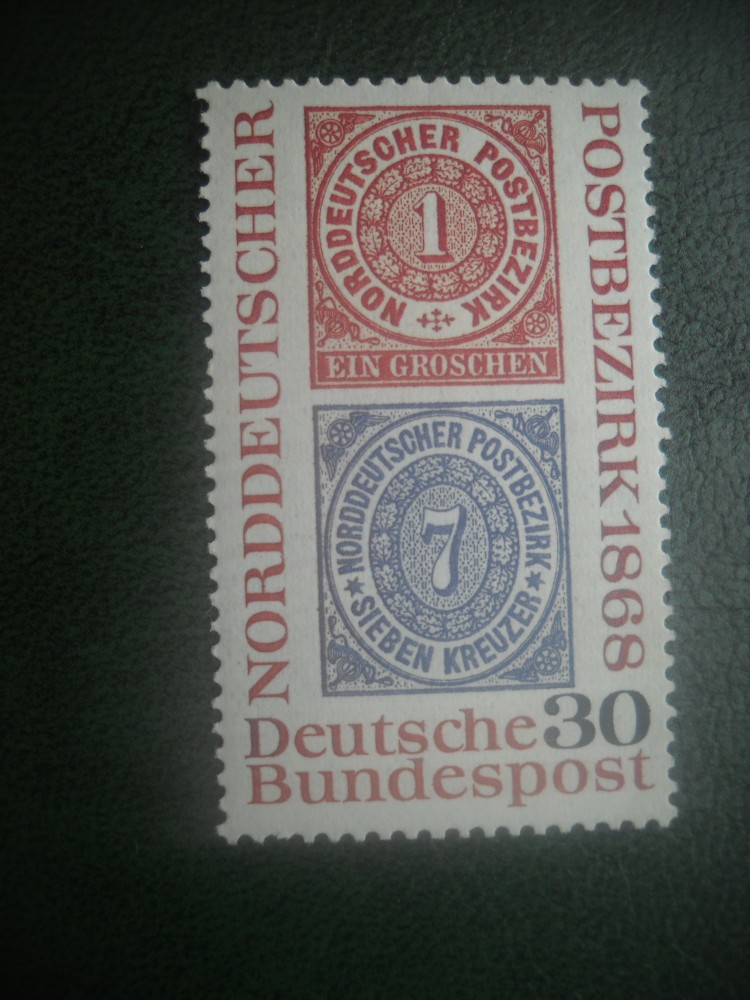 NORDDEUTSCHER
POSTBEZIRK 1868
NORDDEUTSCHER POSTBEZIRK
1
EIN GROSCHEN
NORDDEUTSCHER POSTBEZIRK
7
SIEBEN KREUZER
Deutsche 30
Bundespost